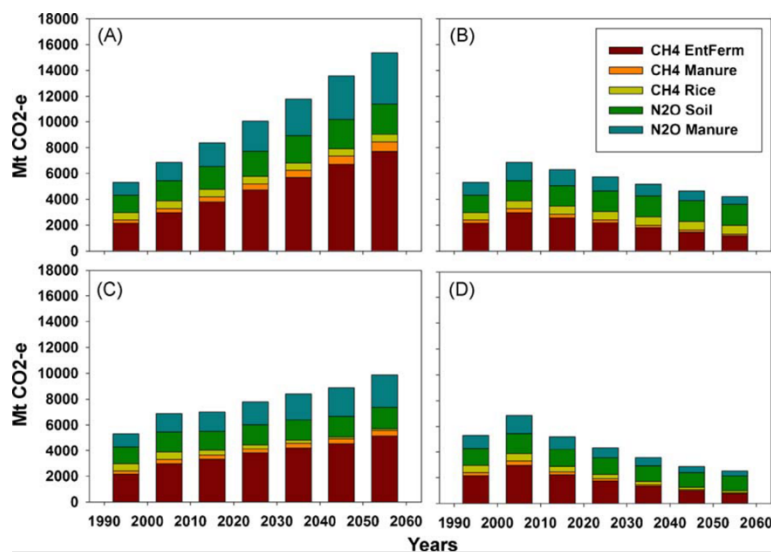 (A)
Mt CO2-e
18000
16000
14000
12000
10000
8000
6000
4000
2000
0
(B)
CH4 EntFerm
CH4 Manure
CH4 Rice
N2O Soil
N2O Manure
(C)
Mt CO2-e
18000
16000
14000
12000
10000
8000
6000
4000
2000
0
(D)
1990 2000 2010 2020 2030 2040 2050 2060
1990 2000 2010 2020 2030 2040 2050 2060
Years